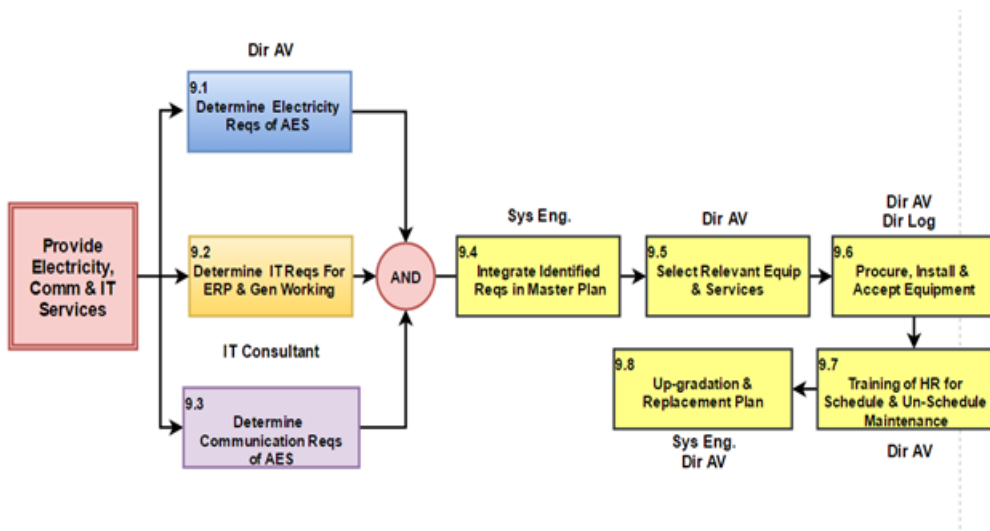 Dir AV
9.1
Determine Electricity
Reqs of AES
Provide
Electricity,
Comm & IT
Services
9.2
Determine IT Reqs For
ERP & Gen Working
IT Consultant
9.3
Determine
Communication Reqs
of AES
AND
Sys Eng.
9.4
Integrate Identified
Reqs in Master Plan
Dir AV
9.5
Select Relevant Equip
& Services
Dir AV
Dir Log
9.6
Procure, Install &
Accept Equipment
9.7
Training of HR for
Schedule & Un-Schedule
Maintenance
Dir AV
9.8
Up-gradation &
Replacement Plan
Sys Eng.
Dir AV